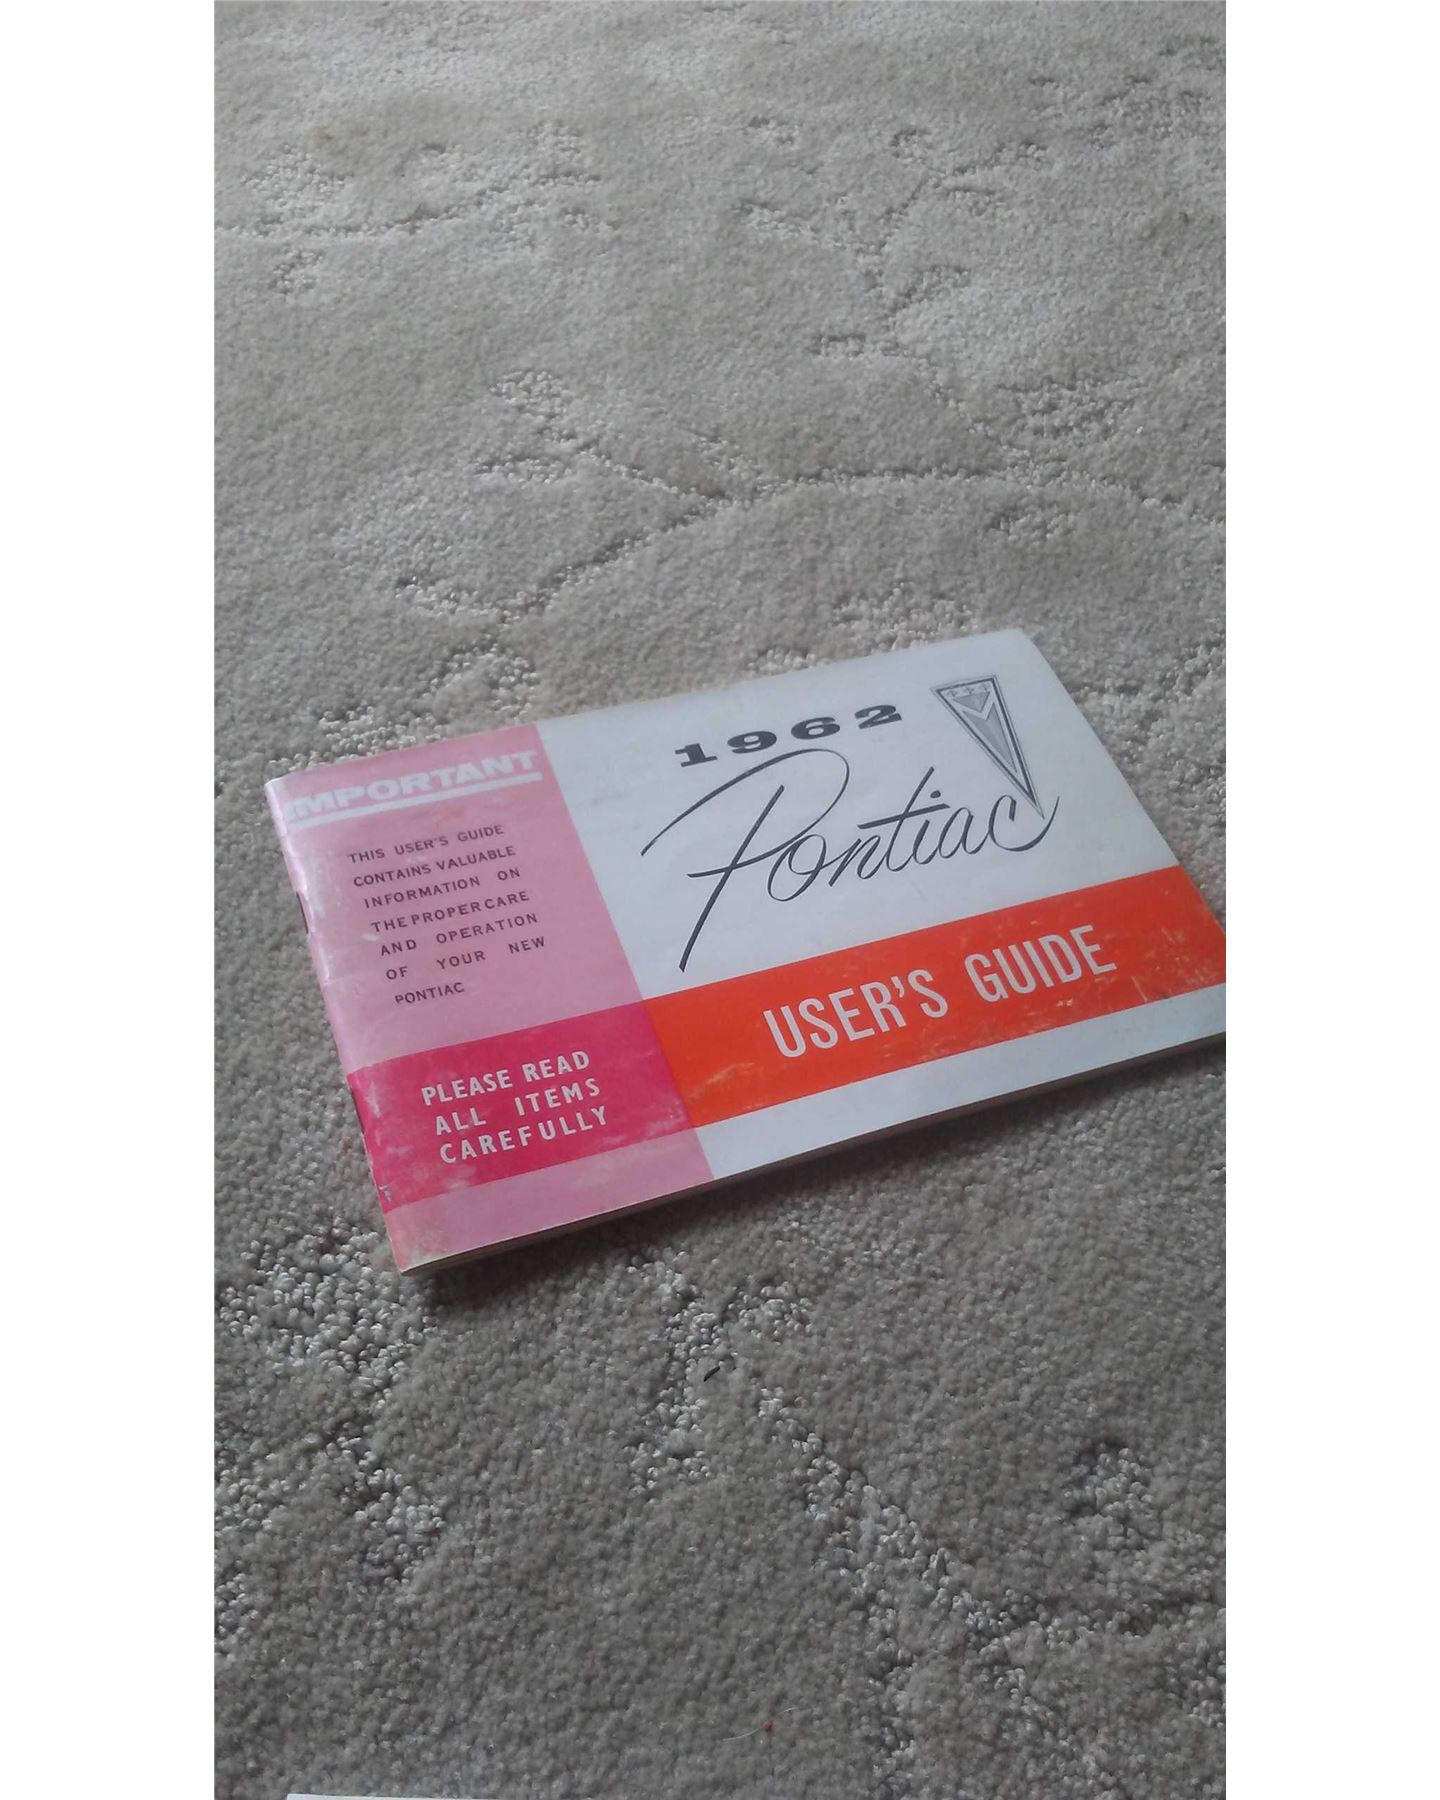 IMPORTANT
THIS USER'S GUIDE
CONTAINS VALUABLE
INFORMATION ON
THE PROPER CARE
AND OPERATION
OF YOUR NEW
PONTIAC
PLEASE READ
ALL ITEMS
CAREFULLY
1962
Pontiac
USER'S GUIDE